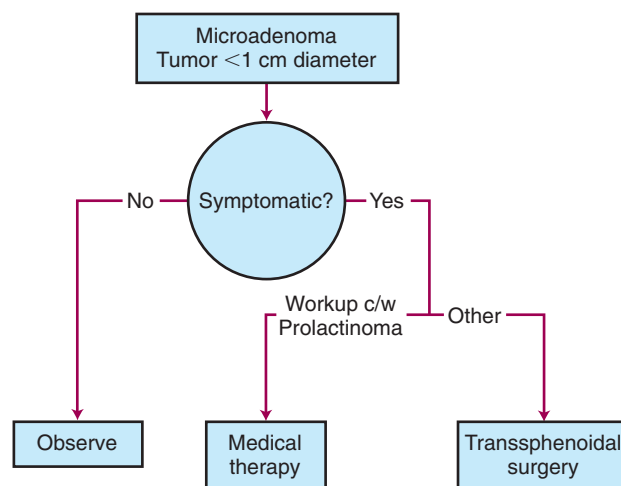 Microadenoma
Tumor <1 cm diameter
Symptomatic?
No
Yes
Workup c/w
Prolactinoma
Other
Observe
Medical
therapy
Transsphenoidal
surgery